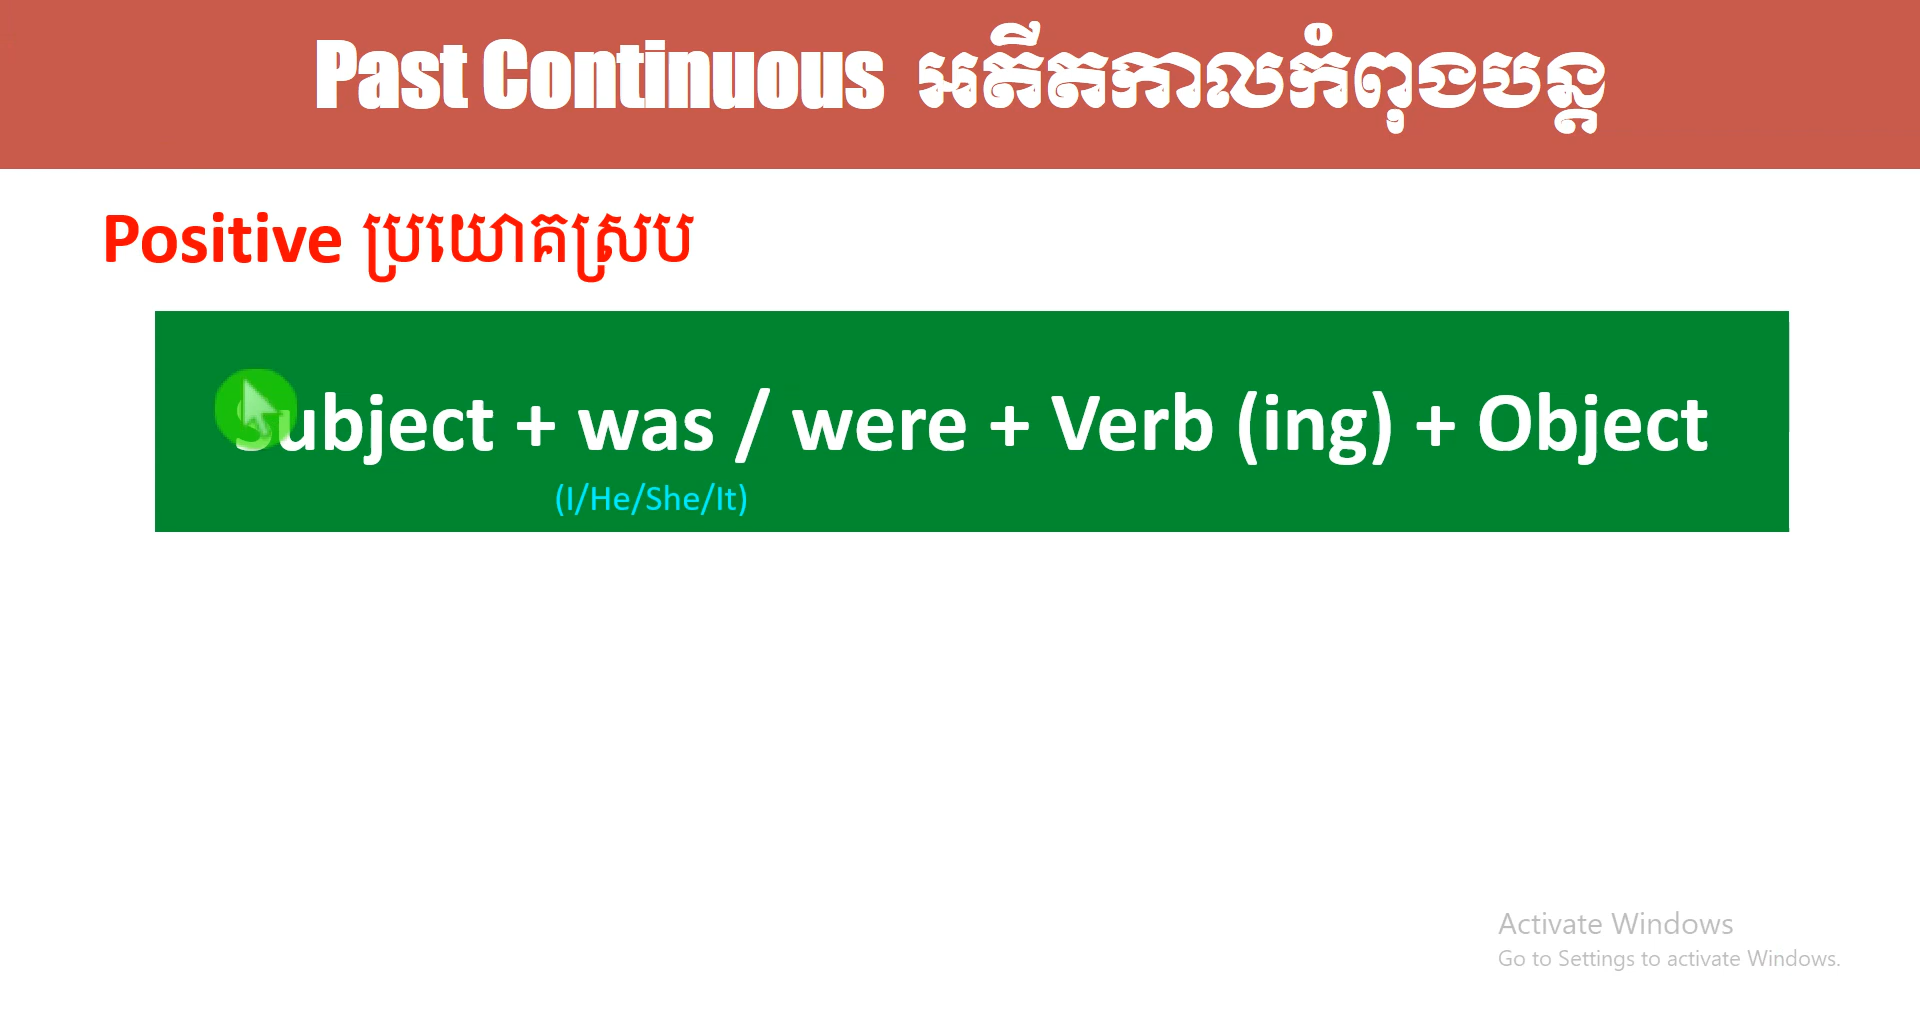 Past Continuous អតីតកាលកំពុងបន្ត
Positive ប្រយោគស្រប
Subject + was / were + Verb (ing) + Object
(I/He/She/It)
Activate Windows
Go to Settings to activate Windows.